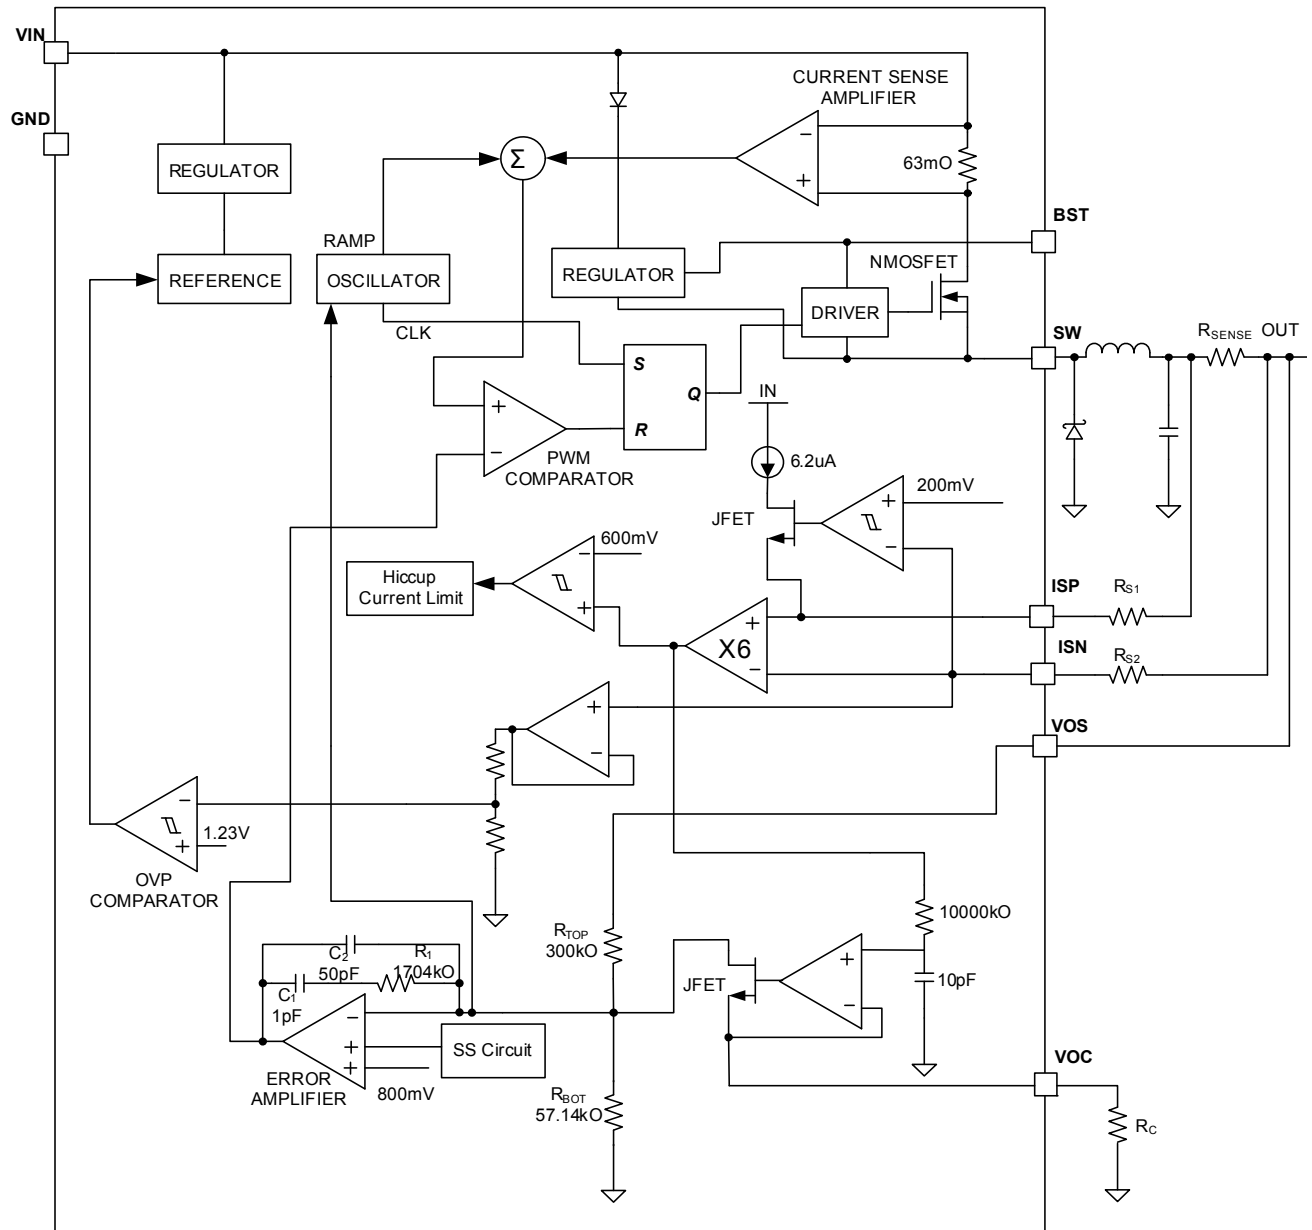 VIN
GND
CURRENT SENSE
AMPLIFIER
Σ
−
+
63mO
REGULATOR
REFERENCE
RAMP
OSCILLATOR
CLK
REGULATOR
BST
NMOSFET
DRIVER
SW
RSENSE OUT
S
Q
R
+
−
PWM
COMPARATOR
IN
6.2uA
JFET
200mV
+
−
600mV
−
+
Hiccup
Current Limit
ISP
RS1
X6
+
−
ISN
RS2
VOS
+
−
−
+
1.23V
OVP
COMPARATOR
RTOP
300kO
10000kO
10pF
JFET
+
−
C2
50pF
R1
1704kO
C1
1pF
−
+
+
SS Circuit
800mV
ERROR
AMPLIFIER
RBOT
57.14kO
VOC
RC